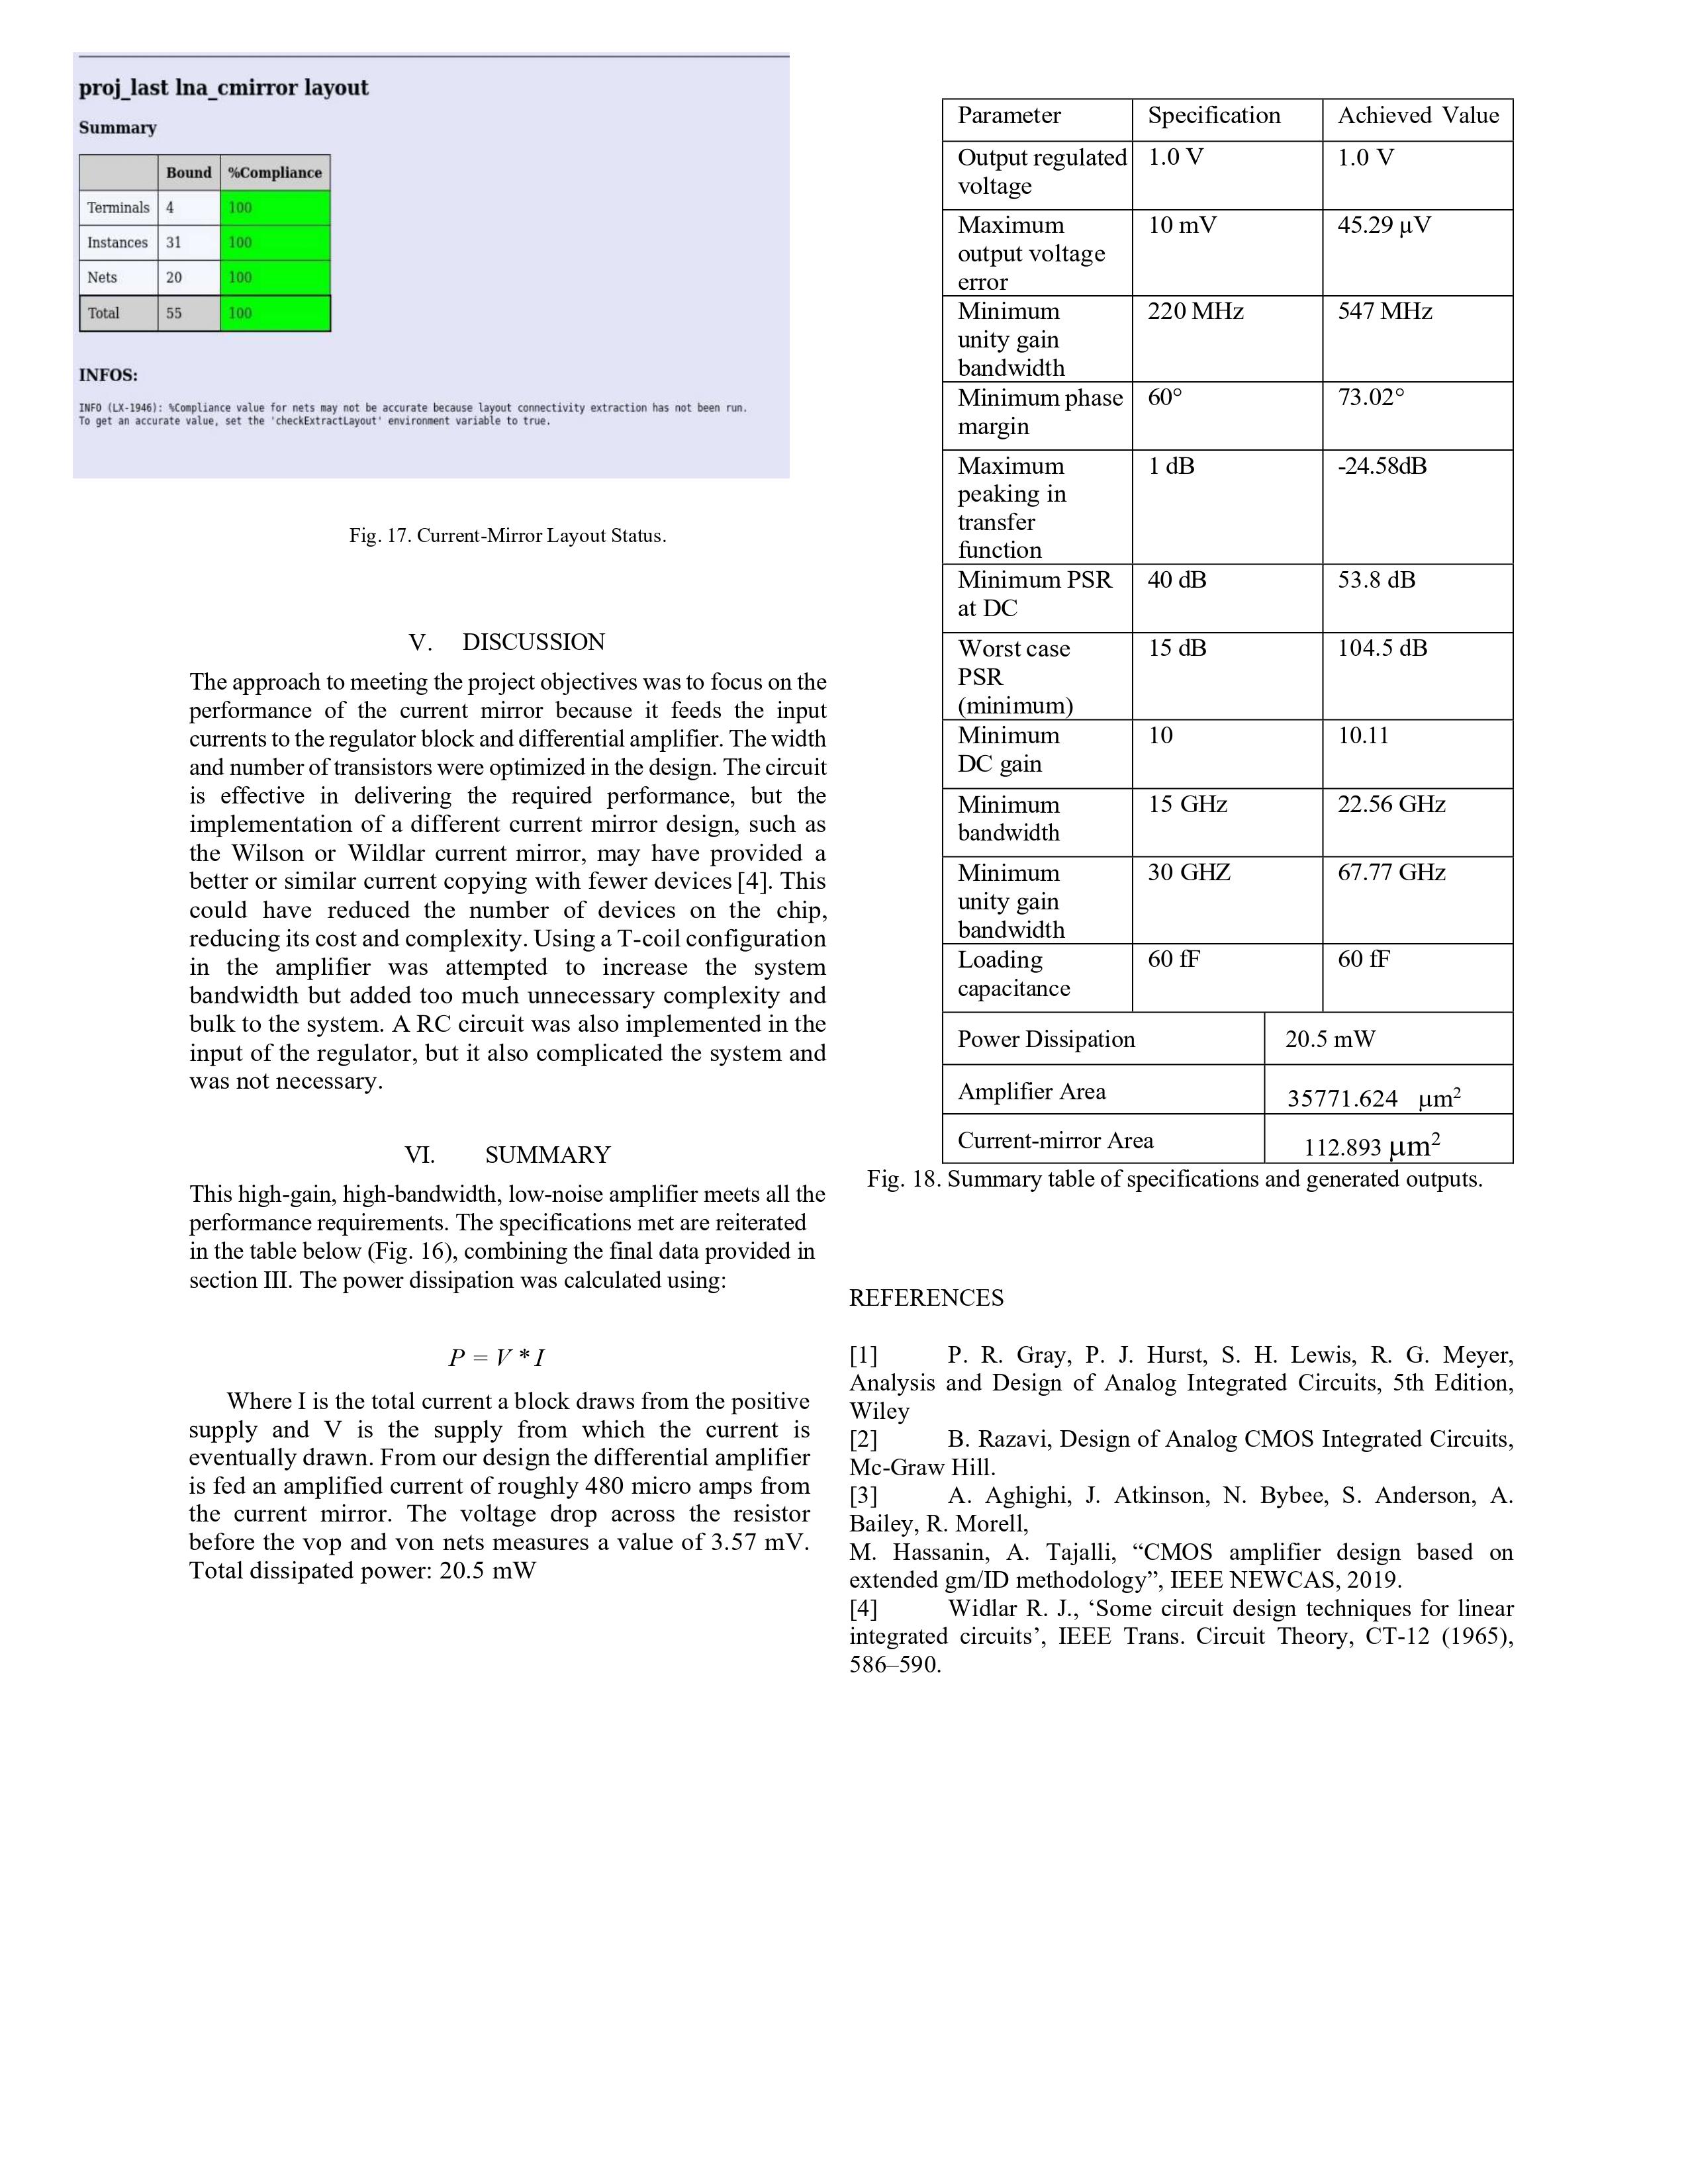 proj_last lna_cmirror layout
Summary
Bound %Compliance
Terminals 4 100
Instances 31 100
Nets 20 100
Total 55 100
INFOS:
INFO (LX-1946): %Compliance value for nets may not be accurate because layout connectivity extraction has not been run.
To get an accurate value, set the 'checkExtractLayout' environment variable to true.
Fig. 17. Current-Mirror Layout Status.
V. DISCUSSION
The approach to meeting the project objectives was to focus on the
performance of the current mirror because it feeds the input
currents to the regulator block and differential amplifier. The width
and number of transistors were optimized in the design. The circuit
is effective in delivering the required performance, but the
implementation of a different current mirror design, such as
the Wilson or Wildlar current mirror, may have provided a
better or similar current copying with fewer devices [4]. This
could have reduced the number of devices on the chip,
reducing its cost and complexity. Using a T-coil configuration
in the amplifier was attempted to increase the system
bandwidth but added too much unnecessary complexity and
bulk to the system. A RC circuit was also implemented in the
input of the regulator, but it also complicated the system and
was not necessary.
VI. SUMMARY
This high-gain, high-bandwidth, low-noise amplifier meets all the
performance requirements. The specifications met are reiterated
in the table below (Fig. 16), combining the final data provided in
section III. The power dissipation was calculated using:
P = V * I
Where I is the total current a block draws from the positive
supply and V is the supply from which the current is
eventually drawn. From our design the differential amplifier
is fed an amplified current of roughly 480 micro amps from
the current mirror. The voltage drop across the resistor
before the vop and von nets measures a value of 3.57 mV.
Total dissipated power: 20.5 mW
Parameter Specification Achieved Value
Output regulated 1.0 V 1.0 V
voltage
Maximum 10 mV 45.29 µV
output voltage
error
Minimum 220 MHz 547 MHz
unity gain
bandwidth
Minimum phase 60° 73.02°
margin
Maximum 1 dB -24.58dB
peaking in
transfer
function
Minimum PSR 40 dB 53.8 dB
at DC
Worst case 15 dB 104.5 dB
PSR
(minimum)
Minimum 10 10.11
DC gain
Minimum 15 GHz 22.56 GHz
bandwidth
Minimum 30 GHZ 67.77 GHz
unity gain
bandwidth
Loading 60 fF 60 fF
capacitance
Power Dissipation 20.5 mW
Amplifier Area 35771.624 µm²
Current-mirror Area 112.893 µm²
Fig. 18. Summary table of specifications and generated outputs.
REFERENCES
[1] P. R. Gray, P. J. Hurst, S. H. Lewis, R. G. Meyer,
Analysis and Design of Analog Integrated Circuits, 5th Edition,
Wiley
[2] B. Razavi, Design of Analog CMOS Integrated Circuits,
Mc-Graw Hill.
[3] A. Aghighi, J. Atkinson, N. Bybee, S. Anderson, A.
Bailey, R. Morell,
M. Hassanin, A. Tajalli, “CMOS amplifier design based on
extended gm/ID methodology”, IEEE NEWCAS, 2019.
[4] Widlar R. J., ‘Some circuit design techniques for linear
integrated circuits’, IEEE Trans. Circuit Theory, CT-12 (1965),
586–590.